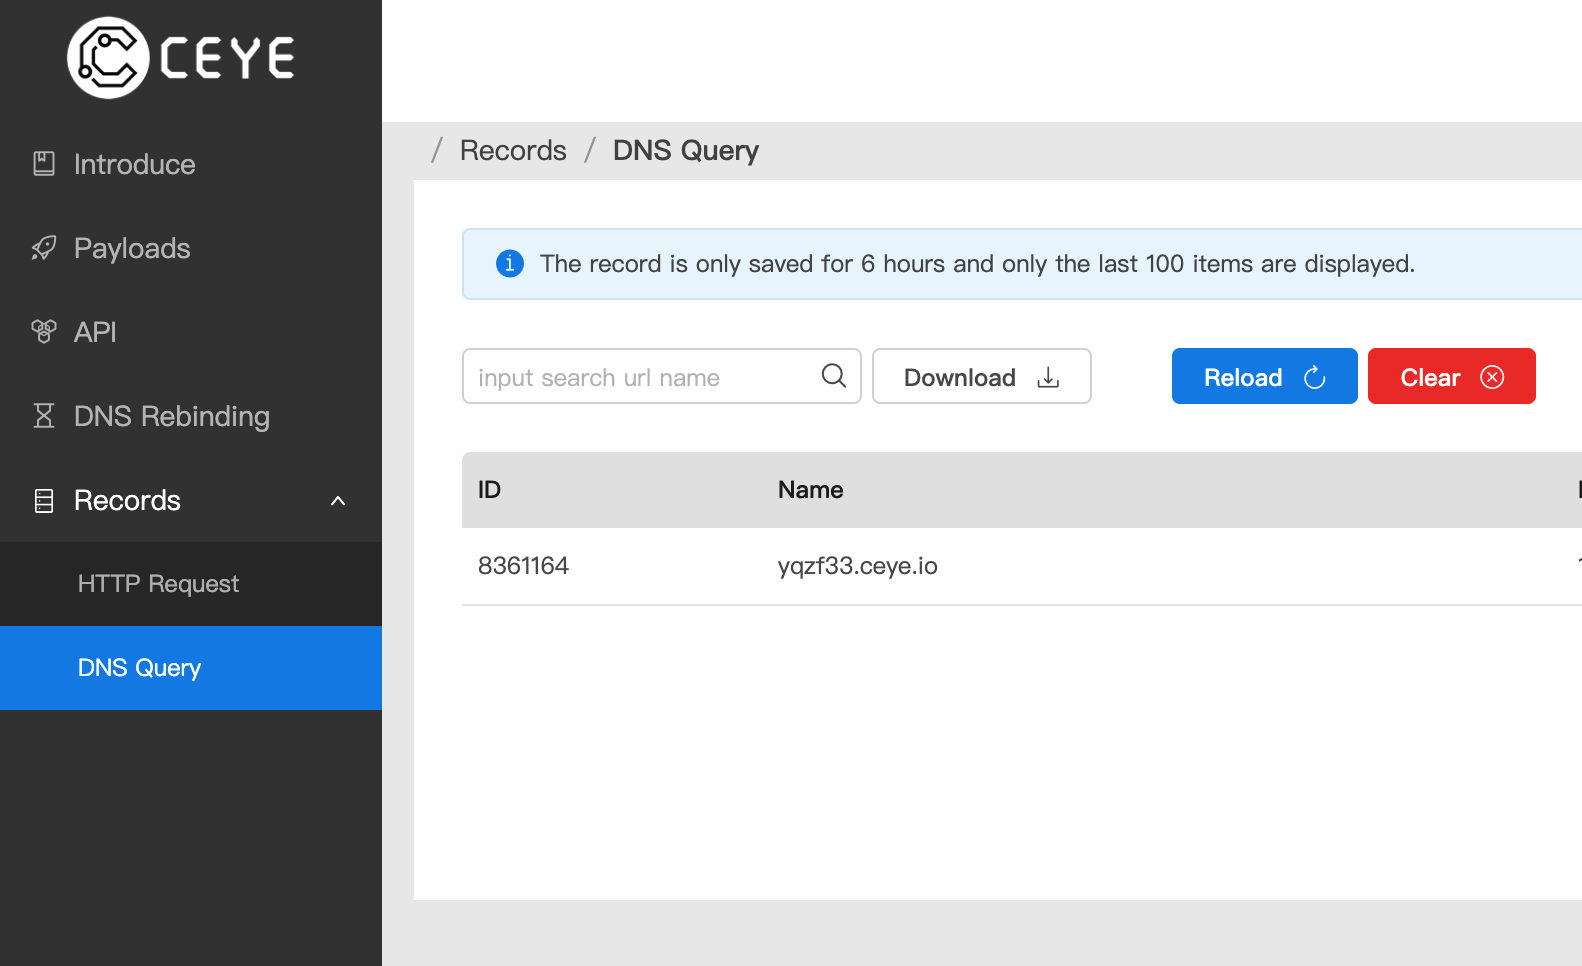 CEYE
Introduce
Payloads
API
DNS Rebinding
Records
HTTP Request
DNS Query
/ Records / DNS Query
The record is only saved for 6 hours and only the last 100 items are displayed.
input search url name
Download
Reload
Clear
ID Name
8361164 yqzf33.ceye.io